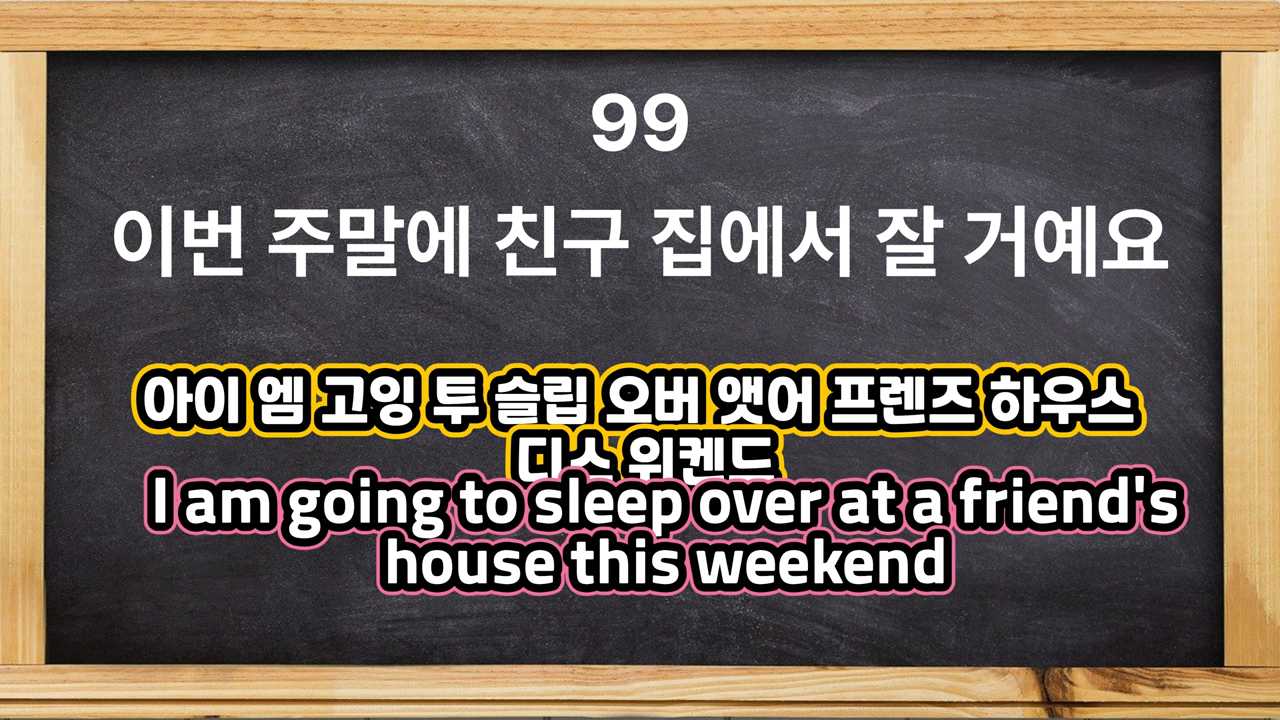 99
이번 주말에 친구 집에서 잘 거예요
아이 엠 고잉 투 슬립 오버 앳어 프렌즈 하우스
디스 위켄드
I am going to sleep over at a friend's
house this weekend